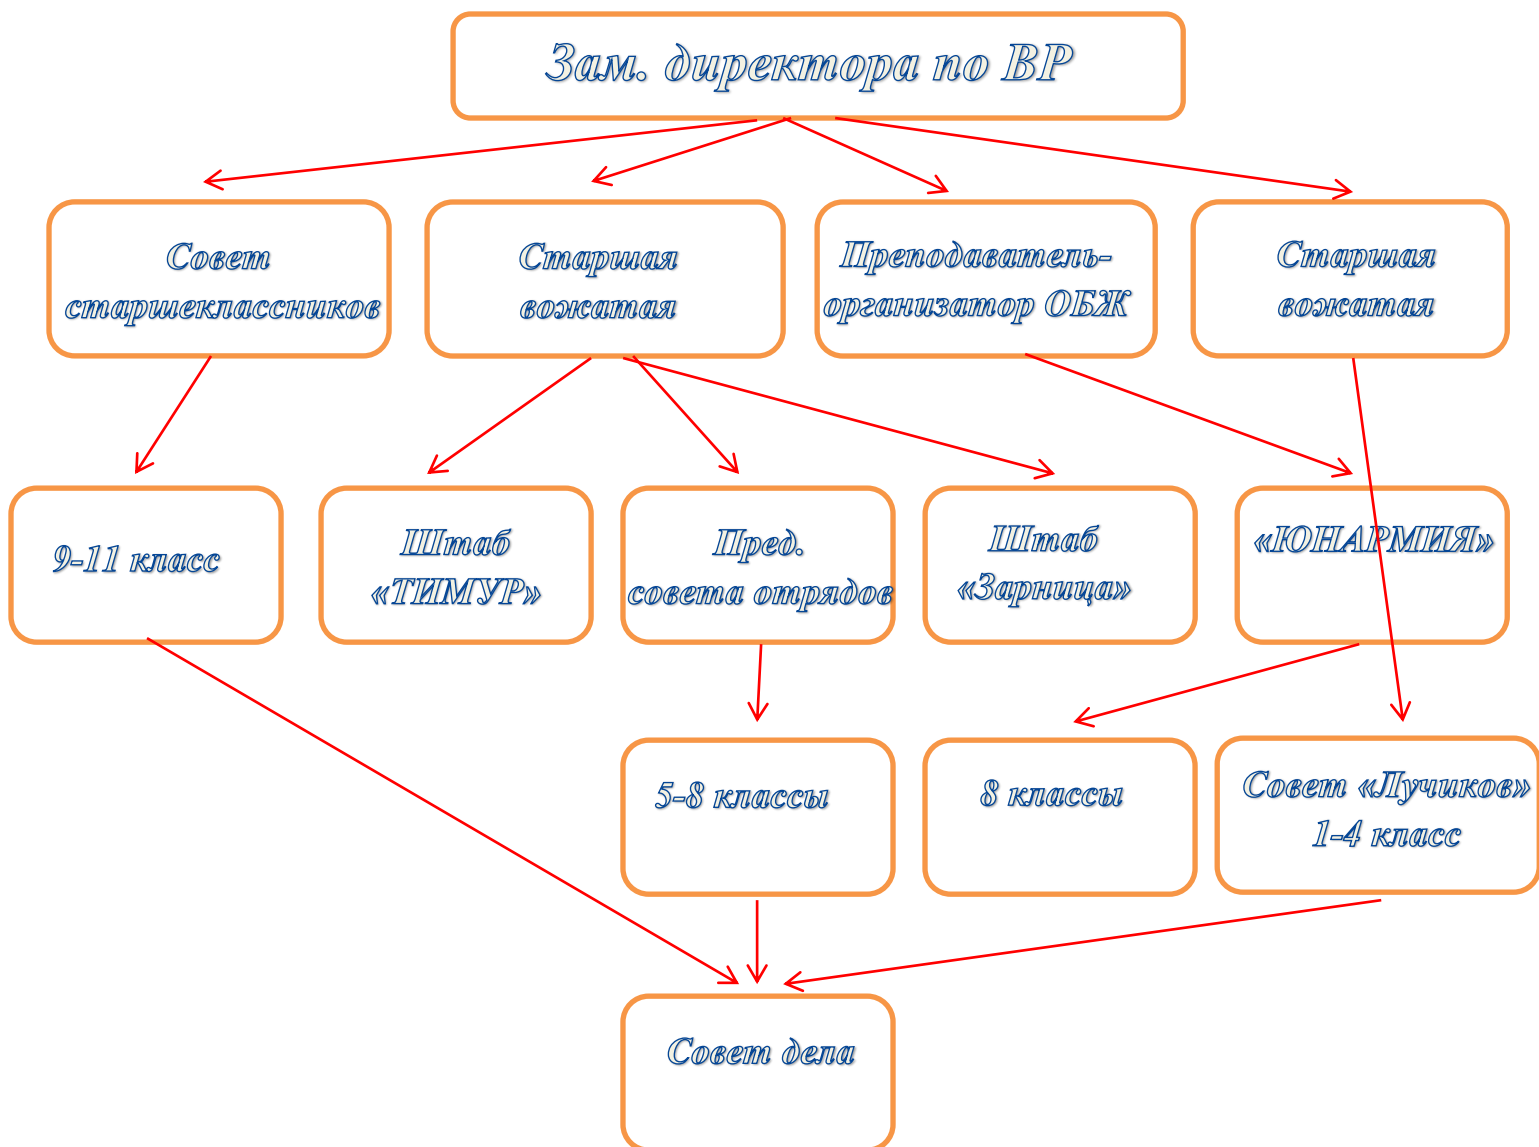 Зам. директора по ВР
Совет
старшеклассников
Старшая
вожатая
Преподаватель-
организатор ОБЖ
Старшая
вожатая
9-11 класс
Штаб
«ТИМУР»
Пред.
совета отрядов
Штаб
«Зарница»
«ЮНАРМИЯ»
5-8 классы
8 классы
Совет «Лучиков»
1-4 класс
Совет дела